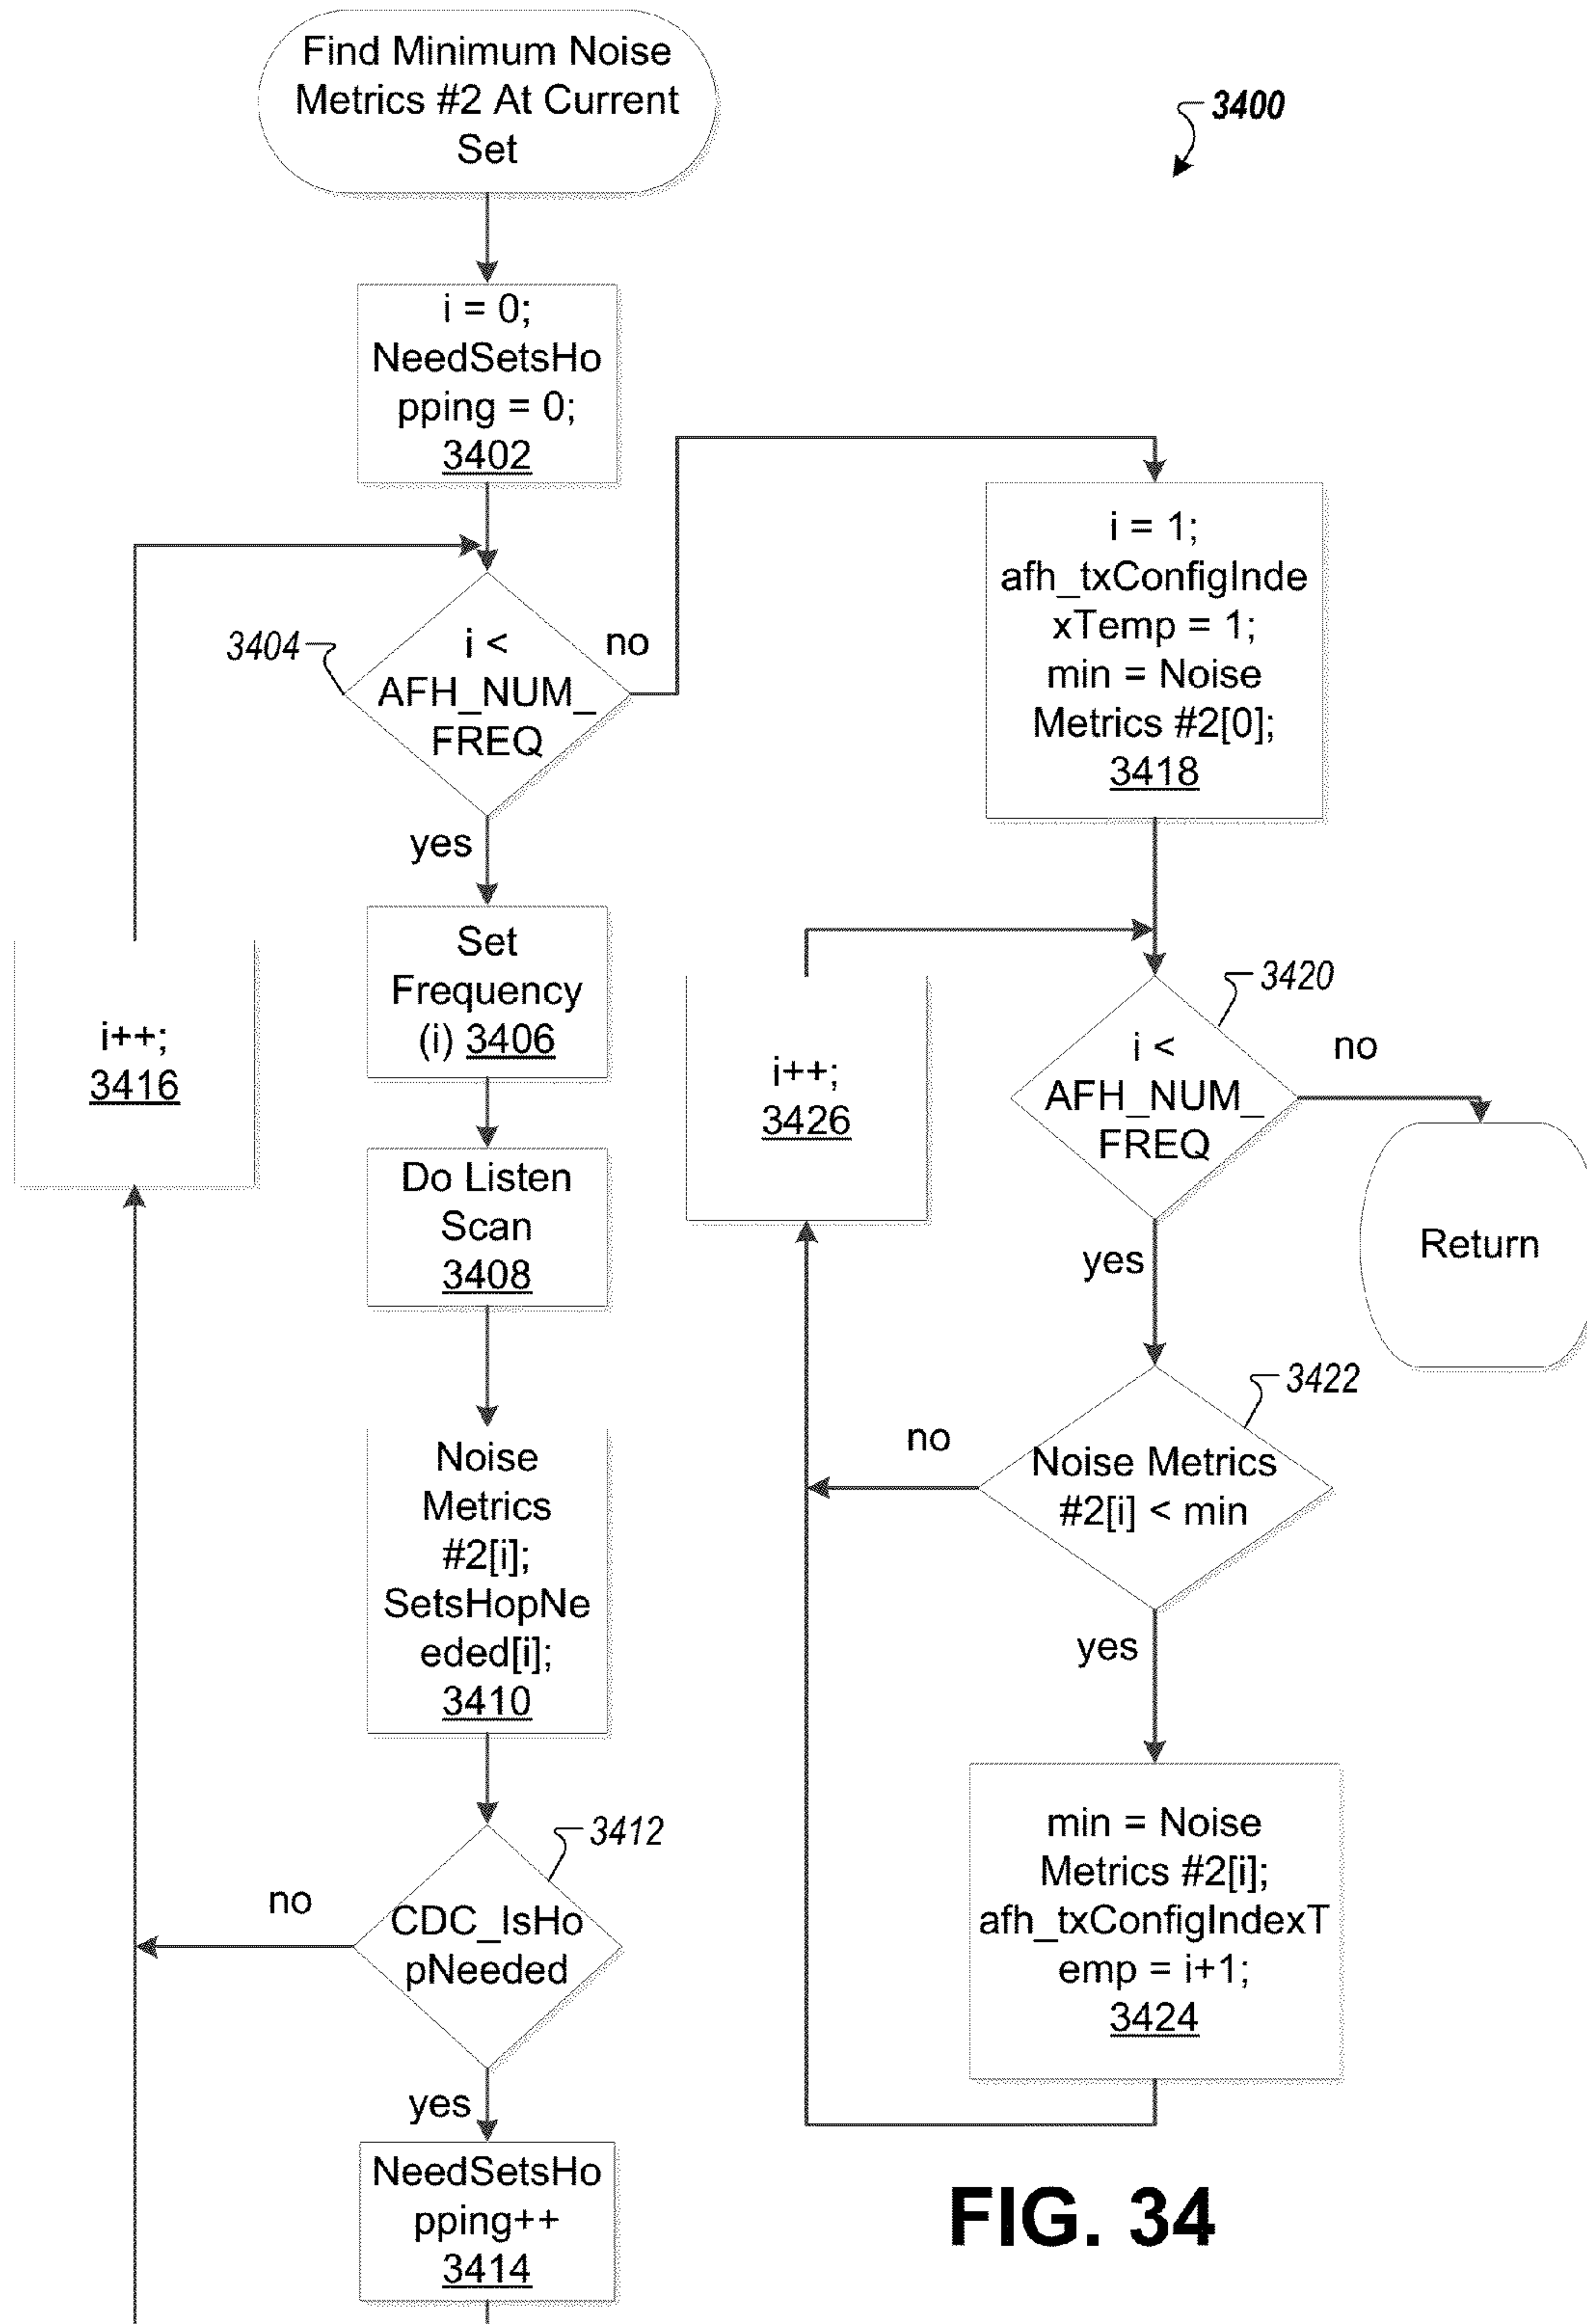 Find Minimum Noise
Metrics #2 At Current
Set
3400
i = 0;
NeedSetsHo
pping = 0;
3402
3404
i <
AFH_NUM_
FREQ
no
yes
Set
Frequency
(i) 3406
Do Listen
Scan
3408
Noise
Metrics
#2[i];
SetsHopNe
eded[i];
3410
3412
CDC_IsHo
pNeeded
no
yes
NeedSetsHo
pping++
3414
i++;
3416
i = 1;
afh_txConfigInde
xTemp = 1;
min = Noise
Metrics #2[0];
3418
3420
i <
AFH_NUM_
FREQ
no
yes
Return
3422
Noise Metrics
#2[i] < min
no
yes
min = Noise
Metrics #2[i];
afh_txConfigIndexT
emp = i+1;
3424
i++;
3426
FIG. 34